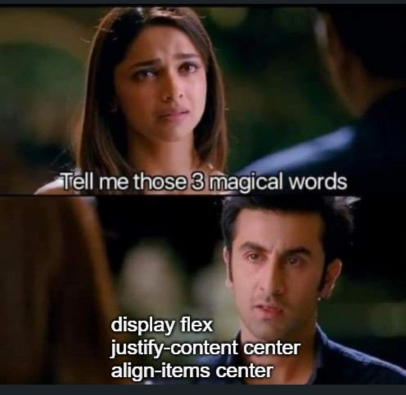 Tell me those 3 magical words
display flex
justify-content center
align-items center